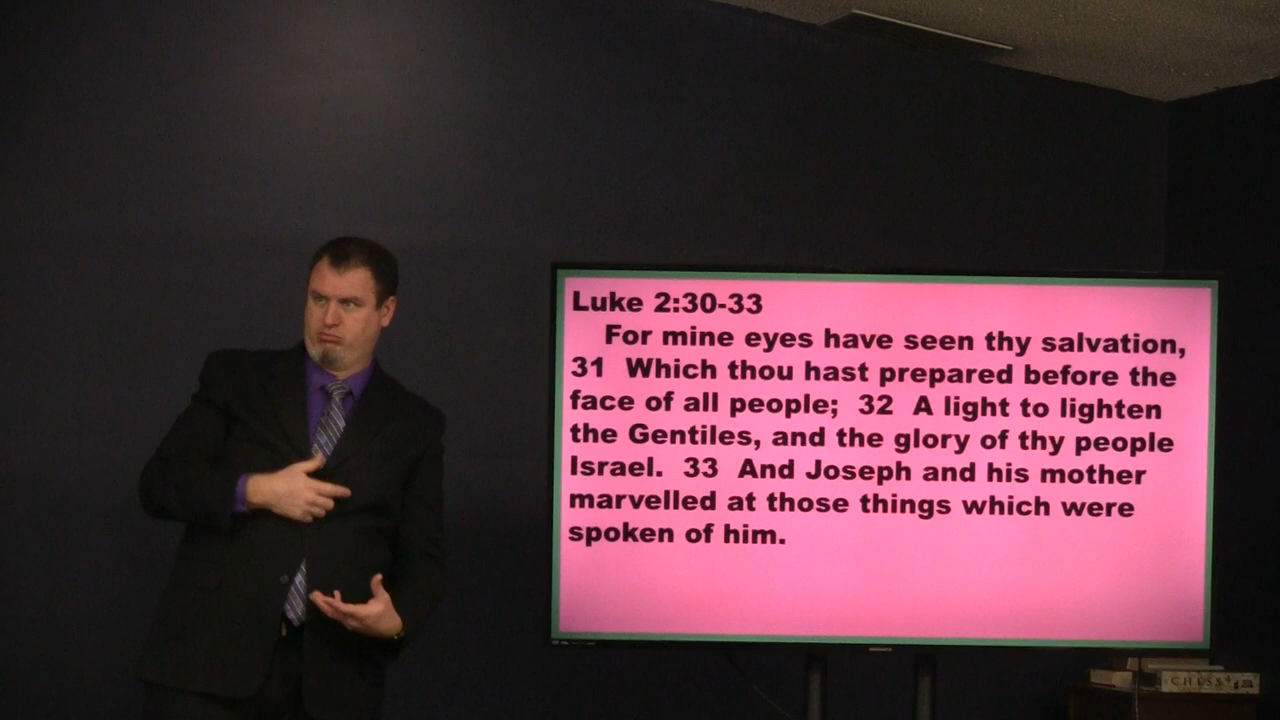 Luke 2:30-33
For mine eyes have seen thy salvation,
31 Which thou hast prepared before the
face of all people; 32 A light to lighten
the Gentiles, and the glory of thy people
Israel. 33 And Joseph and his mother
marvelled at those things which were
spoken of him.
CHESS